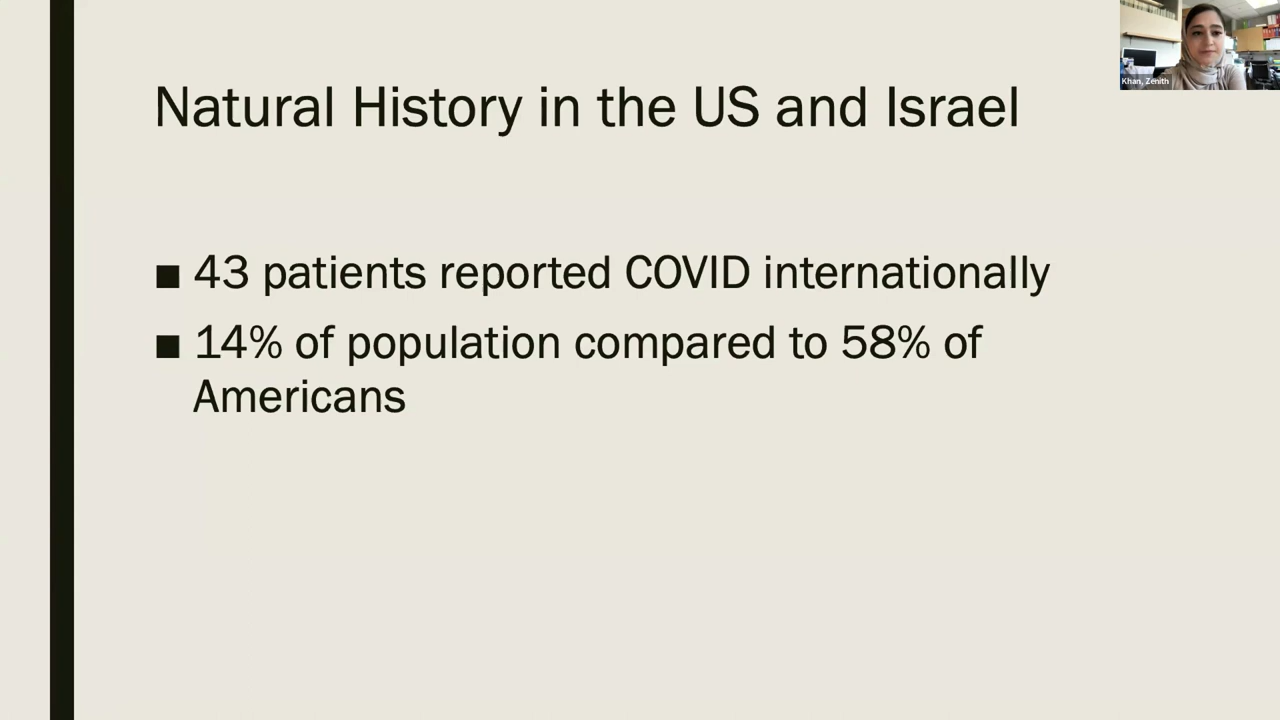 Khan, Zenith
Natural History in the US and Israel
■ 43 patients reported COVID internationally
■ 14% of population compared to 58% of
Americans